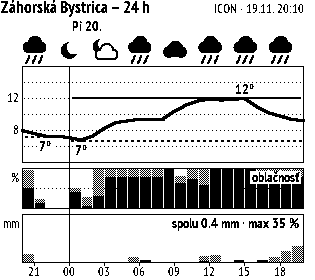 Záhorská Bystrica – 24 h
ICON · 19.11. 20:10
Pi 20.
12
12°
8
7°
7°
%
oblačnosť
mm
spolu 0.4 mm · max 35 %
21 00 03 06 09 12 15 18